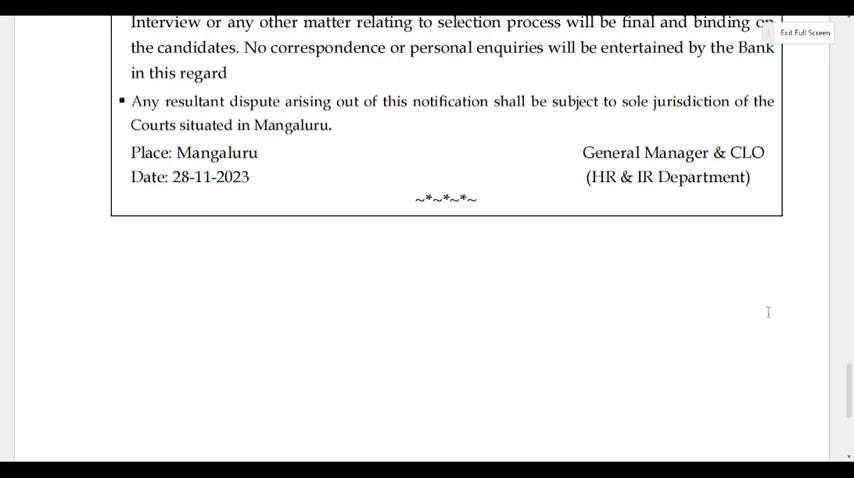 Interview or any other matter relating to selection process will be final and binding on
Exit Full Screen
the candidates. No correspondence or personal enquiries will be entertained by the Bank
in this regard
▪ Any resultant dispute arising out of this notification shall be subject to sole jurisdiction of the
Courts situated in Mangaluru.
Place: Mangaluru General Manager & CLO
Date: 28-11-2023 (HR & IR Department)
~*~*~*~